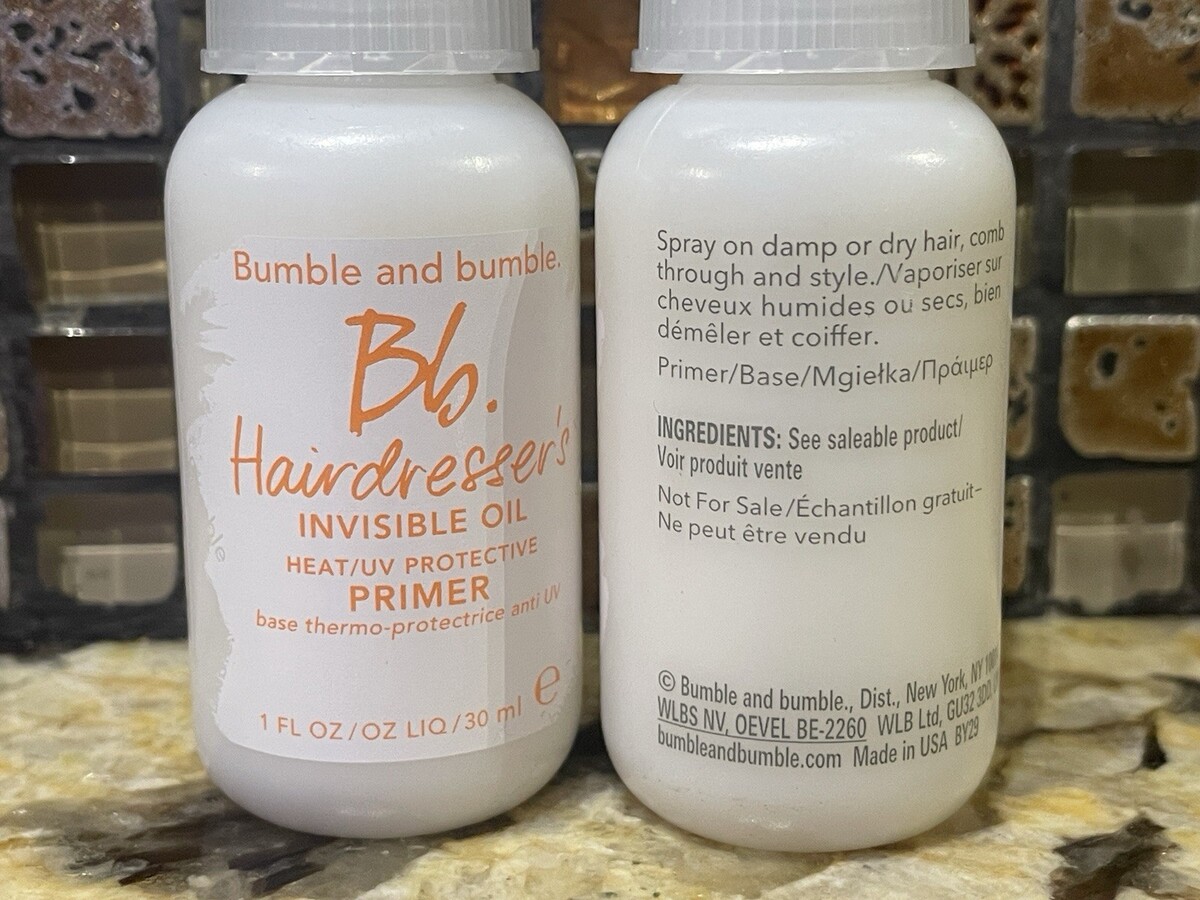 Bumble and bumble.
Bb.
Hairdresser's
INVISIBLE OIL
HEAT/UV PROTECTIVE
PRIMER
base thermo-protectrice anti UV
1 FL OZ/OZ LIQ/30 ml e
Spray on damp or dry hair, comb
through and style./Vaporiser sur
cheveux humides ou secs, bien
démêler et coiffer.
Primer/Base/Mgiełka/Πράιμερ
INGREDIENTS: See saleable product/
Voir produit vente
Not For Sale/Échantillon gratuit–
Ne peut être vendu
© Bumble and bumble., Dist., New York, NY
WLBS NV, OEVEL BE-2260 WLB Ltd, GU32 3DD,
bumbleandbumble.com Made in USA BY29